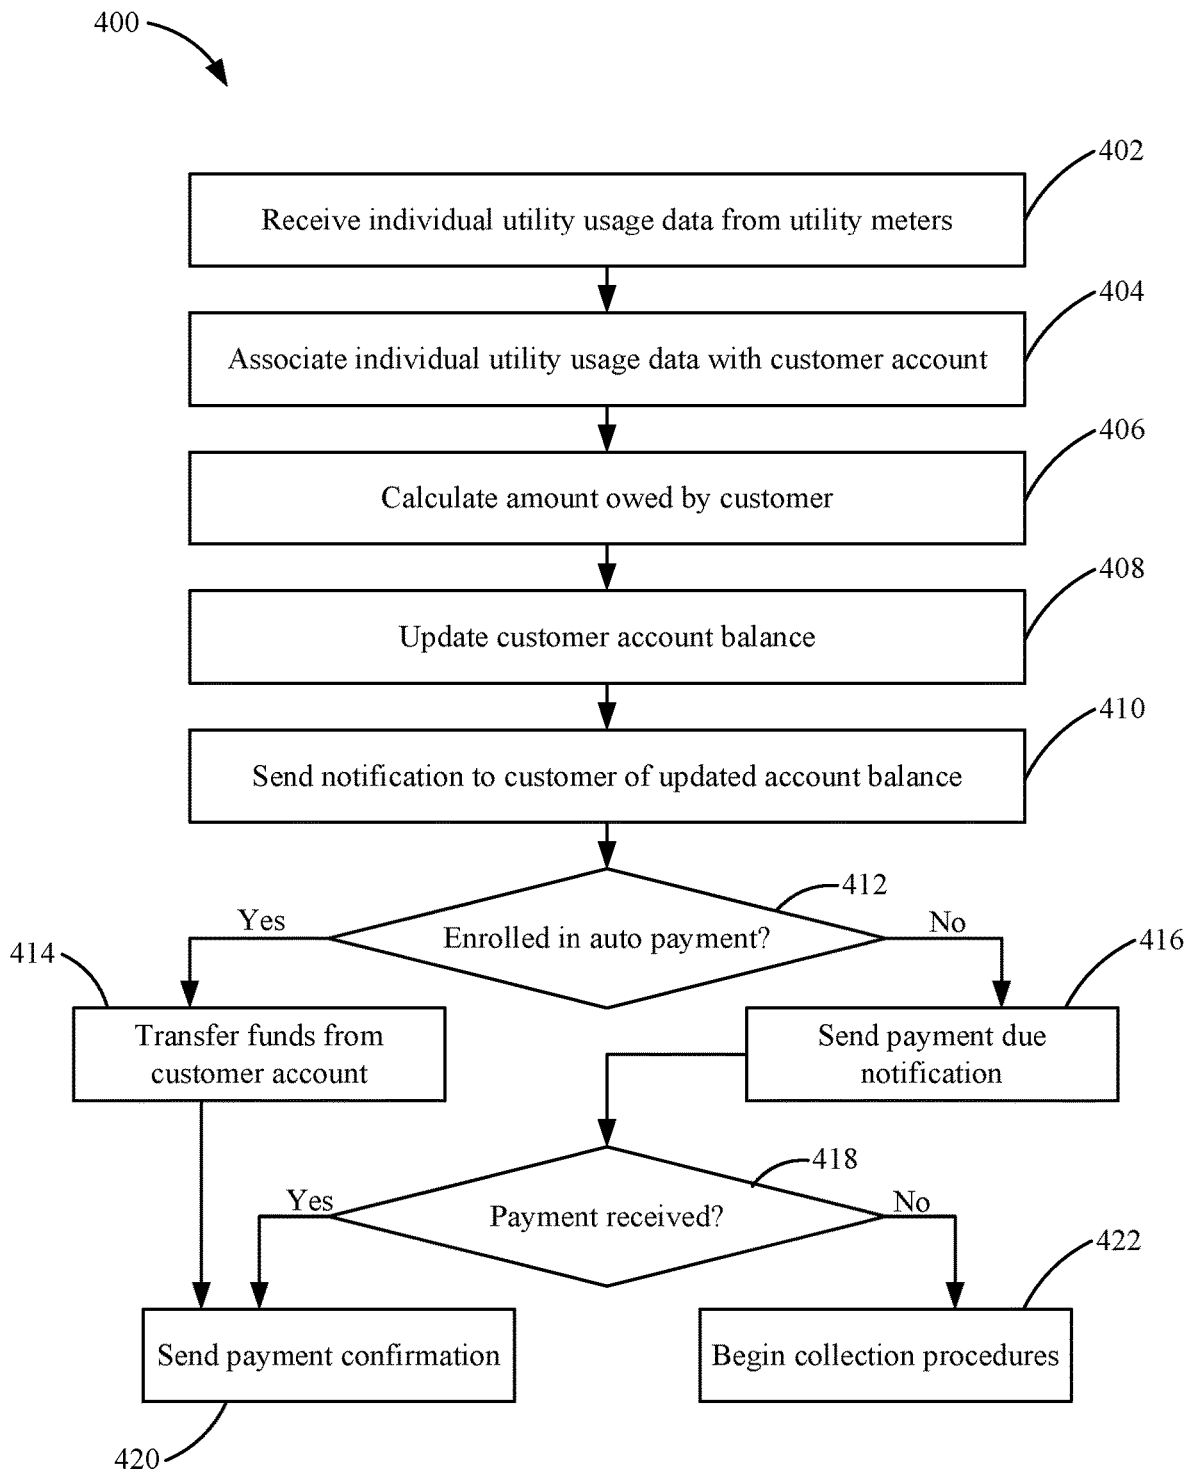 400
402
Receive individual utility usage data from utility meters
404
Associate individual utility usage data with customer account
406
Calculate amount owed by customer
408
Update customer account balance
410
Send notification to customer of updated account balance
412
Enrolled in auto payment?
Yes
No
414
416
Transfer funds from
customer account
Send payment due
notification
418
Payment received?
Yes
No
422
Send payment confirmation
Begin collection procedures
420